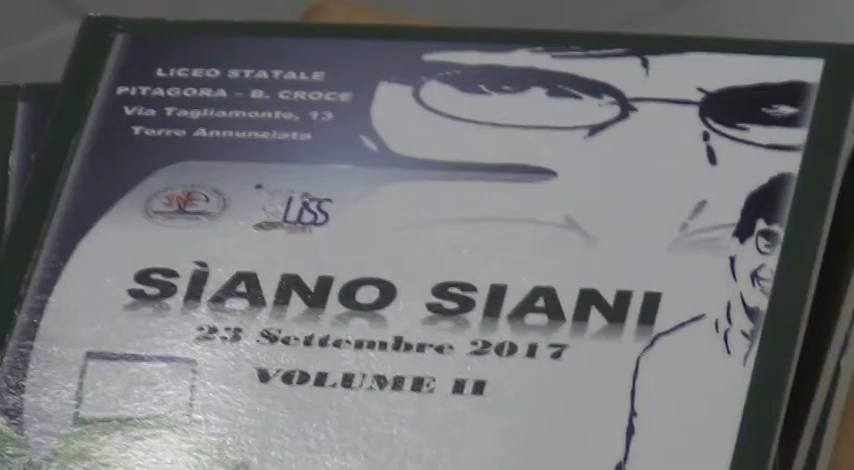 LICEO STATALE
PITAGORA - B. CROCE
Via Tagliamonte, 13
Torre Annunziata
LISS
SÌANO SIANI
23 Settembre 2017
VOLUME II